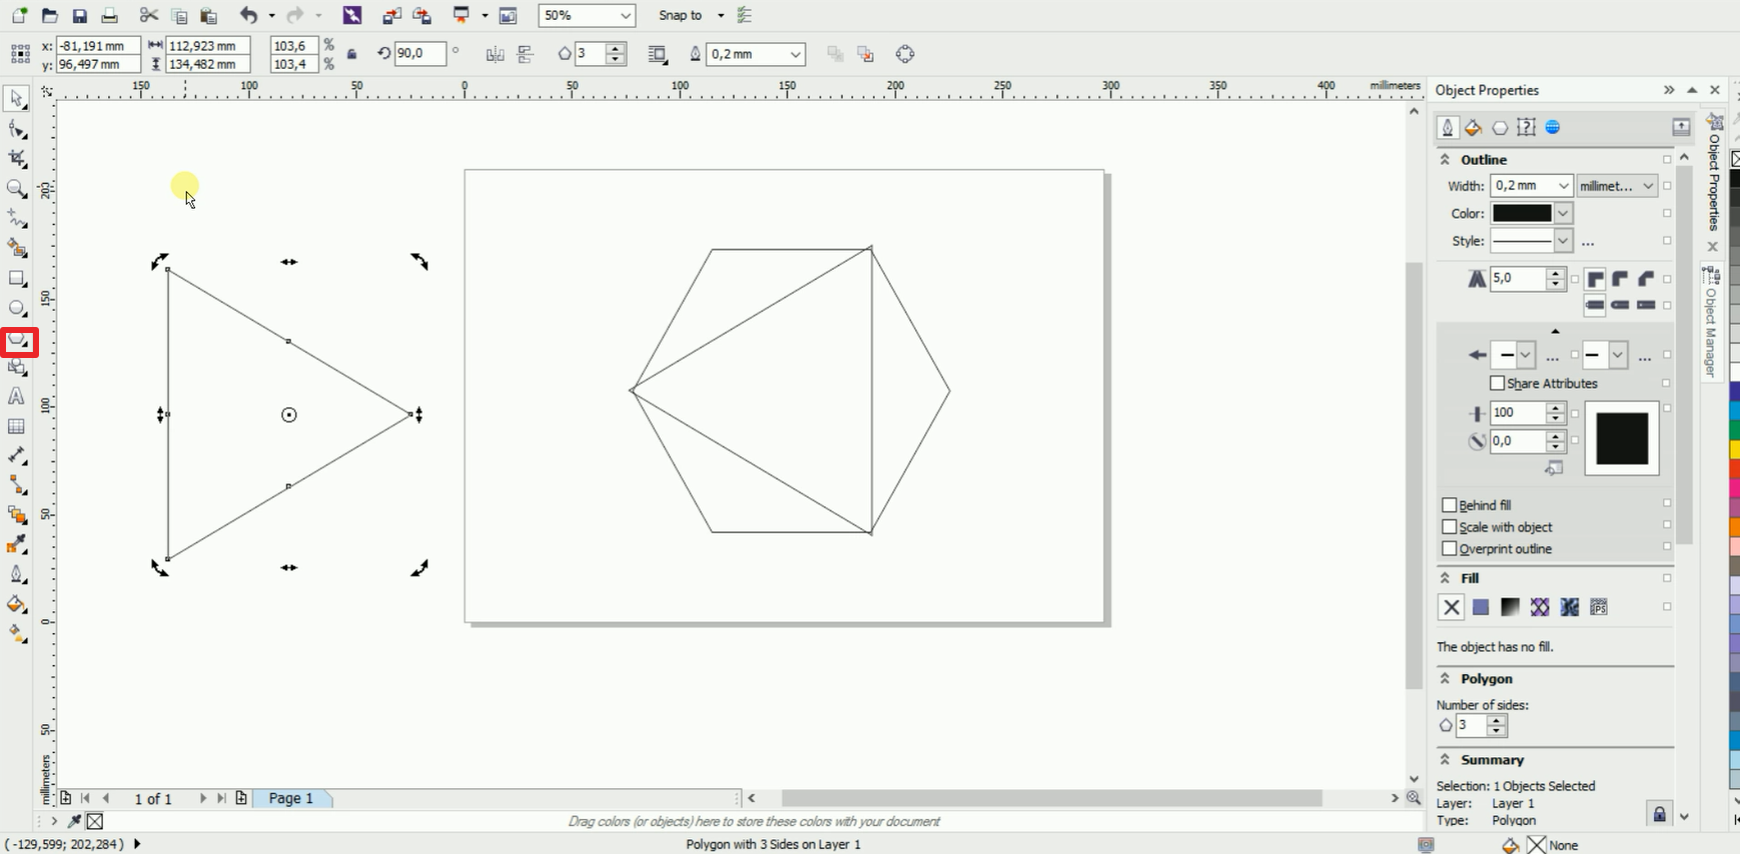 50%
Snap to
x: -81,191 mm
y: 96,497 mm
112,923 mm
134,482 mm
103,6 %
103,4 %
90,0 °
3
0,2 mm
150 100 50 0 50 100 150 200 250 300 350 400 millimeters
200
150
100
50
0
50
millimeters
Object Properties
Outline
Width: 0,2 mm millimet...
Color:
Style: ...
5,0
... ...
Share Attributes
100
0,0
Behind fill
Scale with object
Overprint outline
Fill
PS
The object has no fill.
Polygon
Number of sides:
3
Summary
Selection: 1 Objects Selected
Layer: Layer 1
Type: Polygon
Object Properties
Object Manager
1 of 1
Page 1
Drag colors (or objects) here to store these colors with your document
( -129,599; 202,284 )
Polygon with 3 Sides on Layer 1
None